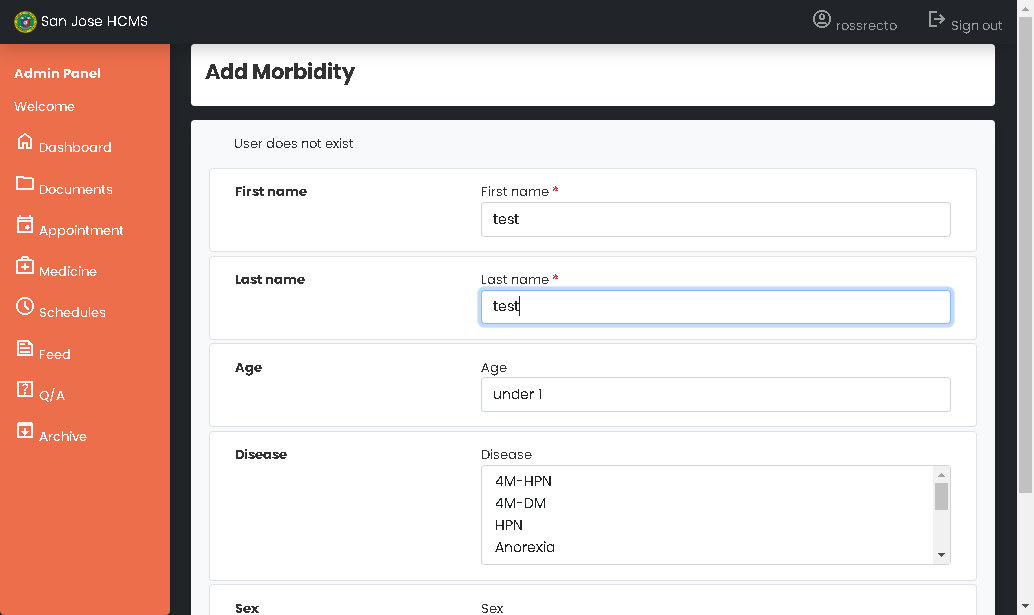 San Jose HCMS
rossrecto
Sign out
Admin Panel
Welcome
Dashboard
Documents
Appointment
Medicine
Schedules
Feed
Q/A
Archive
Add Morbidity
User does not exist
First name
First name *
test
Last name
Last name *
test
Age
Age
under 1
Disease
Disease
4M-HPN
4M-DM
HPN
Anorexia
Sex
Sex